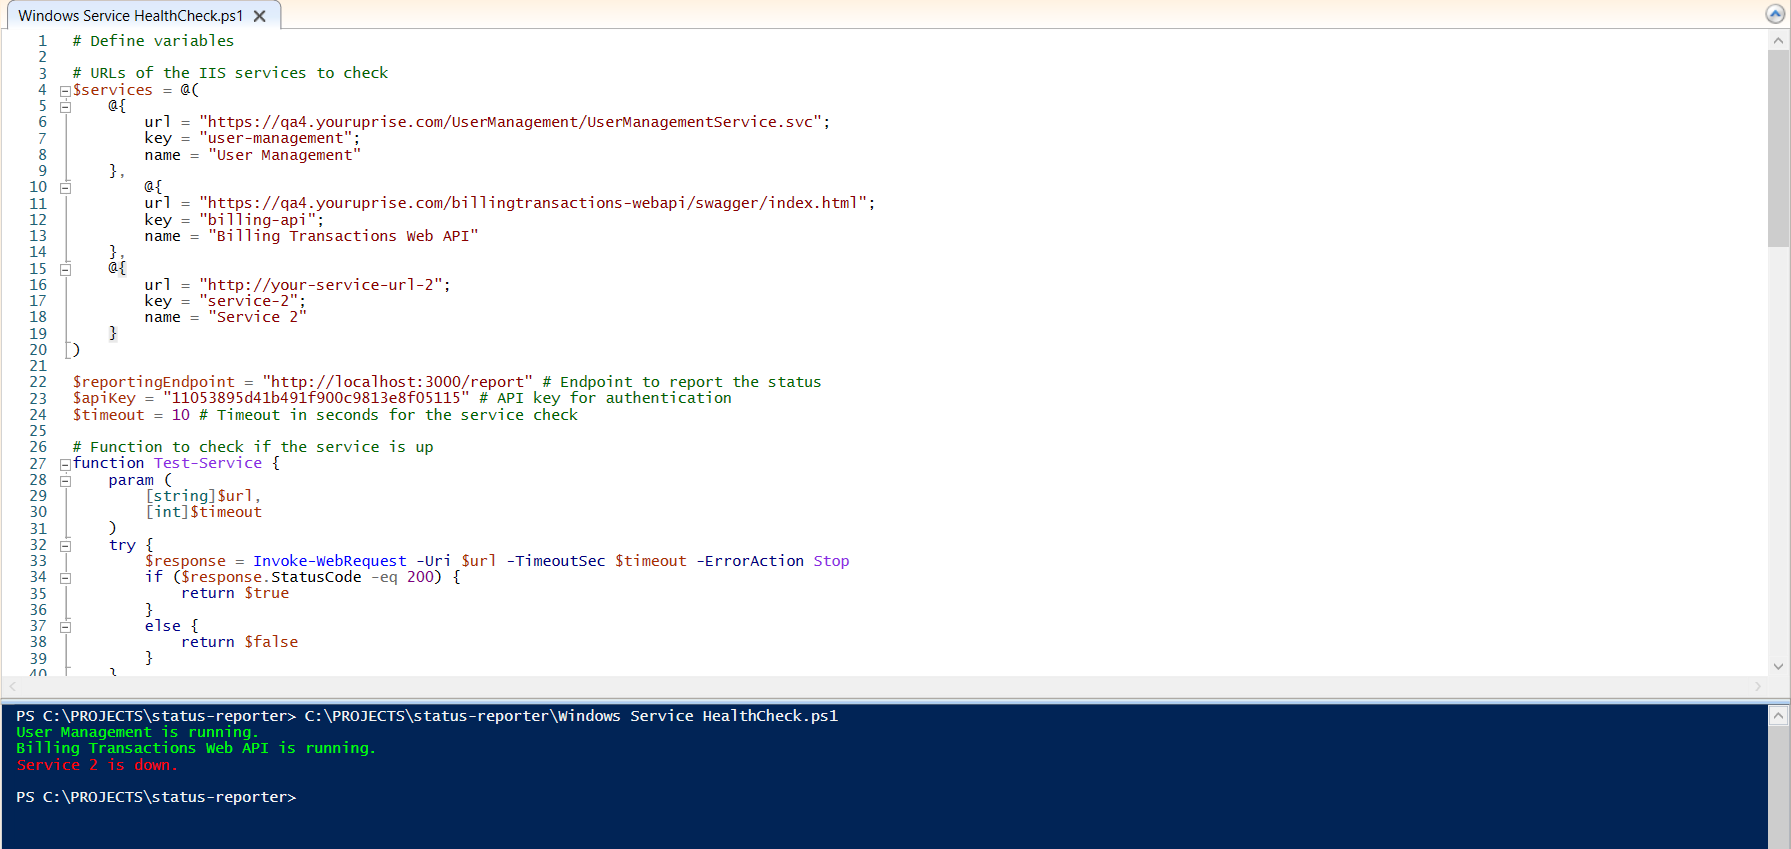 Windows Service HealthCheck.ps1
1 # Define variables
2
3 # URLs of the IIS services to check
4 $services = @(
5 @{
6 url = "https://qa4.youruprise.com/UserManagement/UserManagementService.svc";
7 key = "user-management";
8 name = "User Management"
9 },
10 @{
11 url = "https://qa4.youruprise.com/billingtransactions-webapi/swagger/index.html";
12 key = "billing-api";
13 name = "Billing Transactions Web API"
14 },
15 @{
16 url = "http://your-service-url-2";
17 key = "service-2";
18 name = "Service 2"
19 }
20 )
21
22 $reportingEndpoint = "http://localhost:3000/report" # Endpoint to report the status
23 $apiKey = "11053895d41b491f900c9813e8f05115" # API key for authentication
24 $timeout = 10 # Timeout in seconds for the service check
25
26 # Function to check if the service is up
27 function Test-Service {
28 param (
29 [string]$url,
30 [int]$timeout
31 )
32 try {
33 $response = Invoke-WebRequest -Uri $url -TimeoutSec $timeout -ErrorAction Stop
34 if ($response.StatusCode -eq 200) {
35 return $true
36 }
37 else {
38 return $false
39 }
40 }
PS C:\PROJECTS\status-reporter> C:\PROJECTS\status-reporter\Windows Service HealthCheck.ps1
User Management is running.
Billing Transactions Web API is running.
Service 2 is down.
PS C:\PROJECTS\status-reporter>